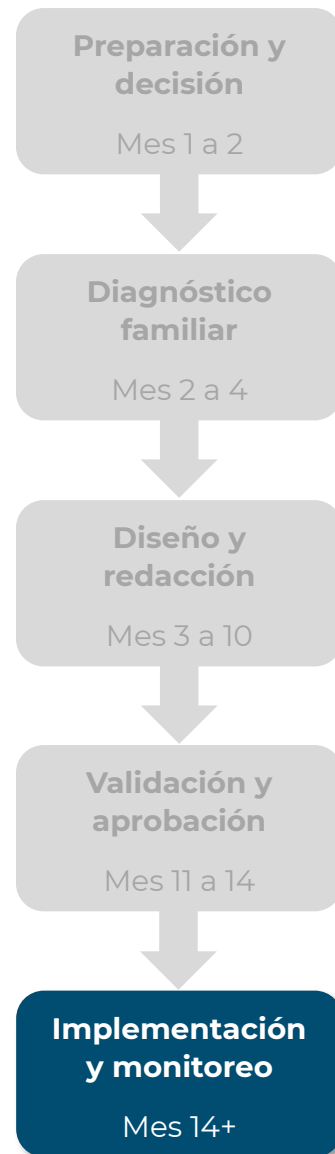 Preparación y
decisión
Mes 1 a 2
Diagnóstico
familiar
Mes 2 a 4
Diseño y
redacción
Mes 3 a 10
Validación y
aprobación
Mes 11 a 14
Implementación
y monitoreo
Mes 14+